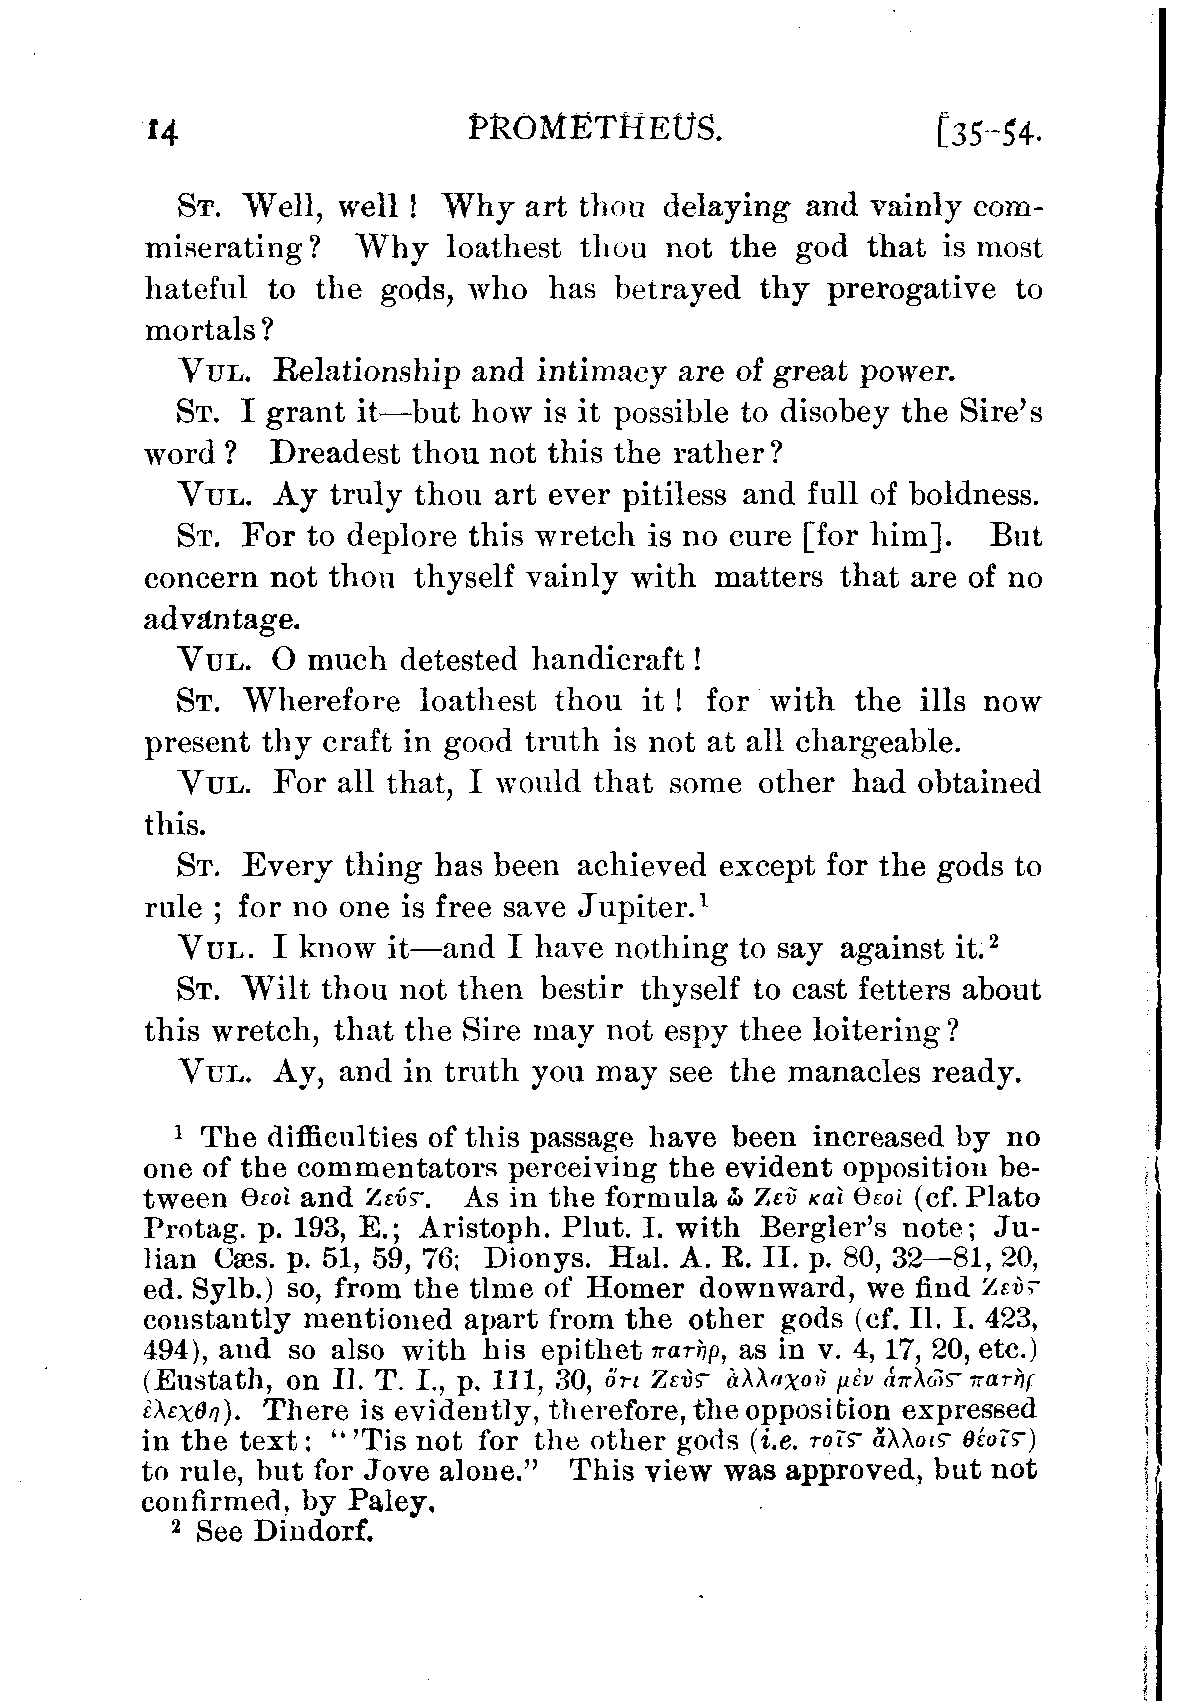 14 PROMETHEUS. [35-54.
St. Well, well! Why art thou delaying and vainly com-
miserating? Why loathest thou not the god that is most
hateful to the gods, who has betrayed thy prerogative to
mortals?
Vul. Relationship and intimacy are of great power.
St. I grant it—but how is it possible to disobey the Sire's
word? Dreadest thou not this the rather?
Vul. Ay truly thou art ever pitiless and full of boldness.
St. For to deplore this wretch is no cure [for him]. But
concern not thou thyself vainly with matters that are of no
advantage.
Vul. O much detested handicraft!
St. Wherefore loathest thou it! for with the ills now
present thy craft in good truth is not at all chargeable.
Vul. For all that, I would that some other had obtained
this.
St. Every thing has been achieved except for the gods to
rule; for no one is free save Jupiter.¹
Vul. I know it—and I have nothing to say against it.²
St. Wilt thou not then bestir thyself to cast fetters about
this wretch, that the Sire may not espy thee loitering?
Vul. Ay, and in truth you may see the manacles ready.
¹ The difficulties of this passage have been increased by no
one of the commentators perceiving the evident opposition be-
tween Θεοὶ and Ζεύς. As in the formula ὦ Ζεῦ καὶ Θεοὶ (cf. Plato
Protag. p. 193, E.; Aristoph. Plut. I. with Bergler's note; Ju-
lian Cæs. p. 51, 59, 76; Dionys. Hal. A. R. II. p. 80, 32—81, 20,
ed. Sylb.) so, from the tlme of Homer downward, we find Ζεὺς
constantly mentioned apart from the other gods (cf. Il. I. 423,
494), and so also with his epithet πατὴρ, as in v. 4, 17, 20, etc.)
(Eustath, on Il. T. I., p. 111, 30, ὅτι Ζεὺς ἀλλαχοῦ μὲν ἁπλῶς πατὴρ
ἐλεχθη). There is evidently, therefore, the opposition expressed
in the text: "'Tis not for the other gods (i.e. τοῖς ἄλλοις θέοῖς)
to rule, but for Jove alone." This view was approved, but not
confirmed, by Paley.
² See Dindorf.